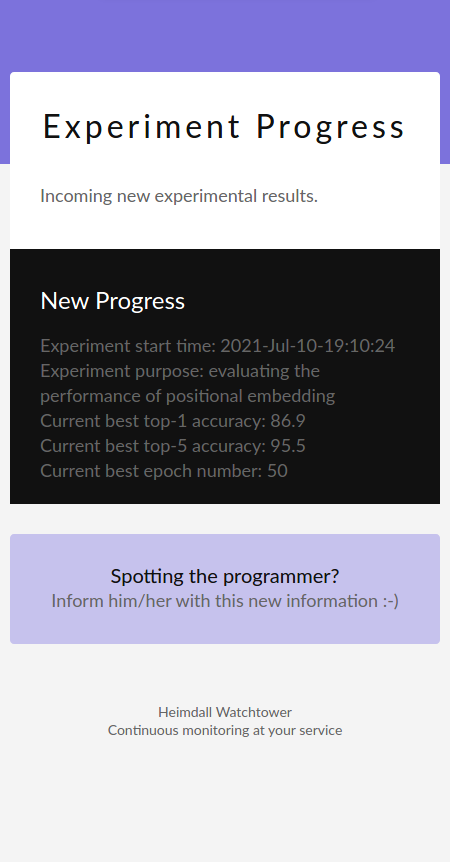 Experiment Progress
Incoming new experimental results.
New Progress
Experiment start time: 2021-Jul-10-19:10:24
Experiment purpose: evaluating the
performance of positional embedding
Current best top-1 accuracy: 86.9
Current best top-5 accuracy: 95.5
Current best epoch number: 50
Spotting the programmer?
Inform him/her with this new information :-)
Heimdall Watchtower
Continuous monitoring at your service